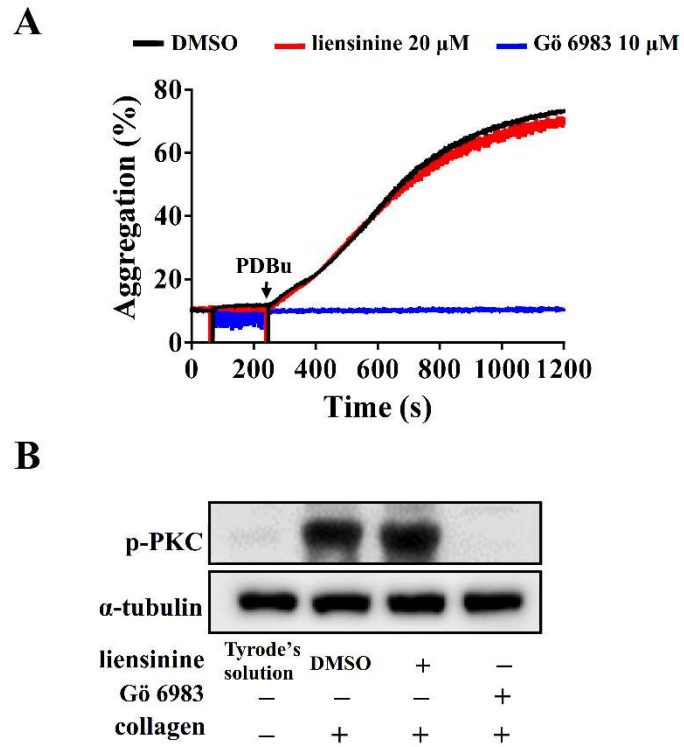 A
DMSO liensinine 20 μM Gö 6983 10 μM
80
60
40
20
0
Aggregation (%)
PDBu
0 200 400 600 800 1000 1200
Time (s)
B
p-PKC
α-tubulin
liensinine Tyrode's solution DMSO + –
Gö 6983 – – – +
collagen – + + +